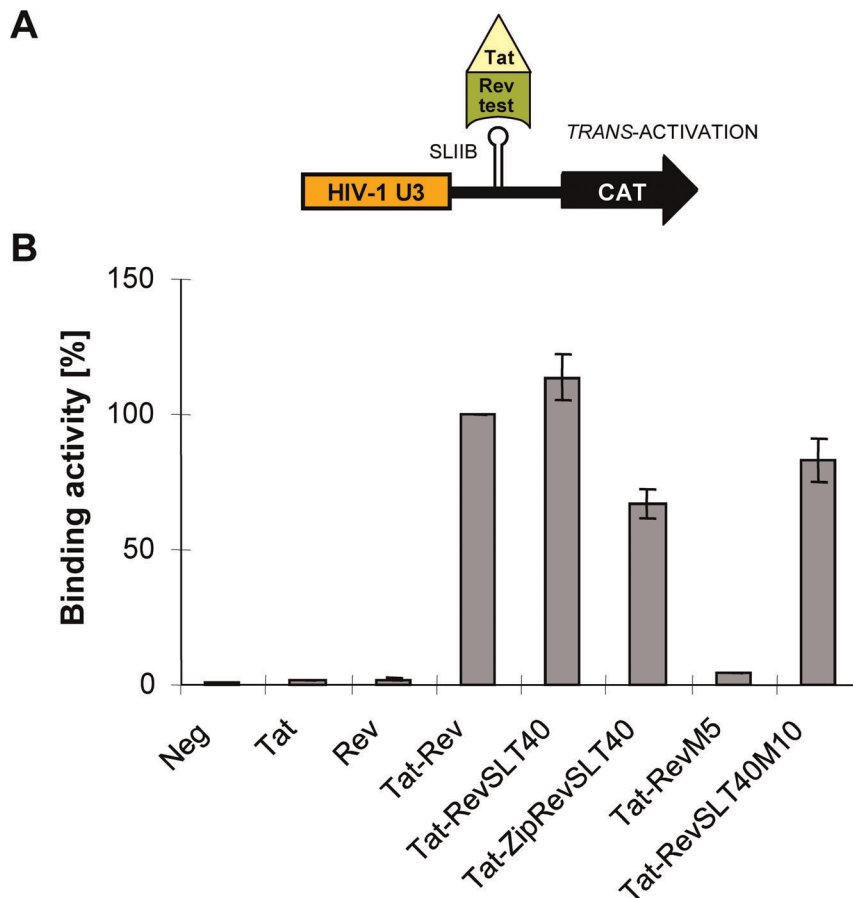 A
Tat
Rev
test
SLIIB
TRANS-ACTIVATION
HIV-1 U3
CAT
B
Binding activity [%]
150
100
50
0
Neg
Tat
Rev
Tat-Rev
Tat-RevSLT40
Tat-ZipRevSLT40
Tat-RevM5
Tat-RevSLT40M10